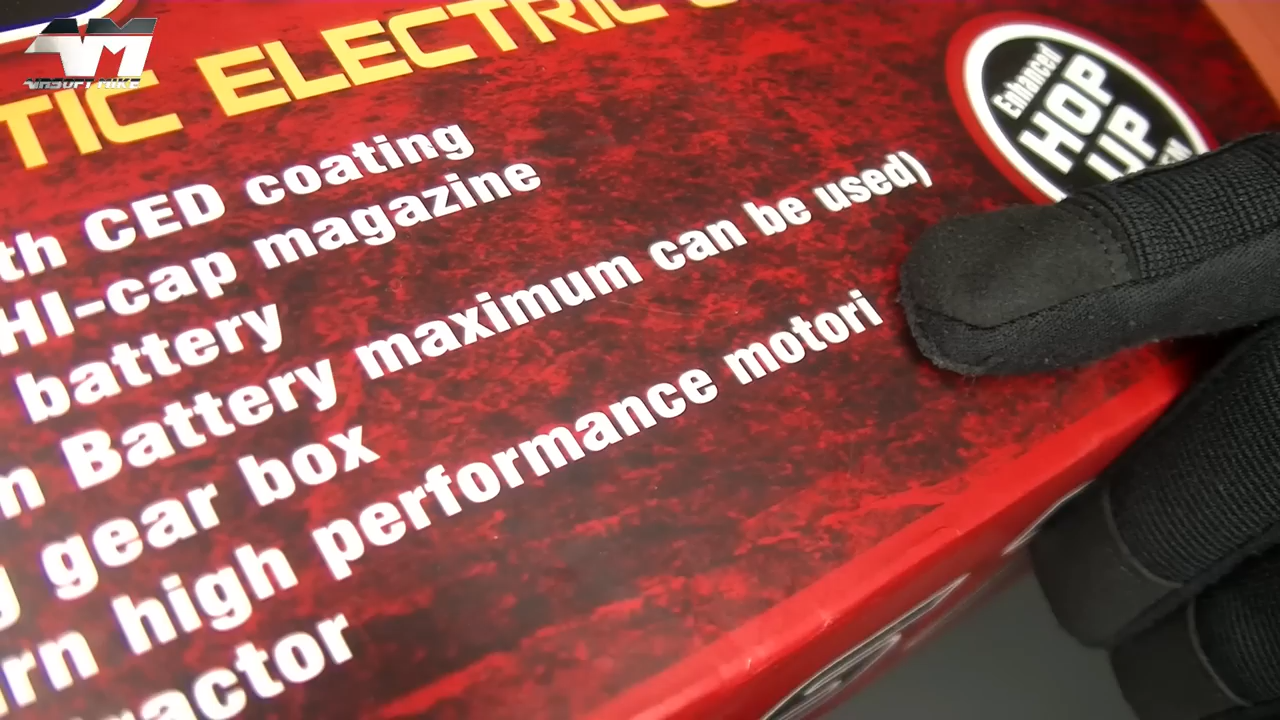 AIRSOFT MIKE
TIC ELECTRIC
Enhanced
HOP
UP
th CED coating
HI-cap magazine
battery
Battery maximum can be used)
gear box
rn high performance motori
ractor